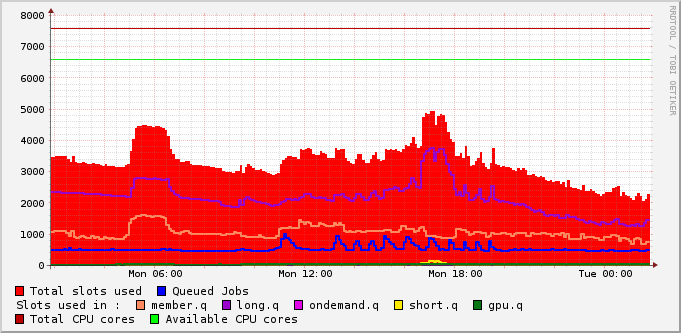 8000
7000
6000
5000
4000
3000
2000
1000
0
Mon 06:00 Mon 12:00 Mon 18:00 Tue 00:00
RRDTOOL / TOBI OETIKER
Total slots used Queued Jobs
Slots used in : member.q long.q ondemand.q short.q gpu.q
Total CPU cores Available CPU cores